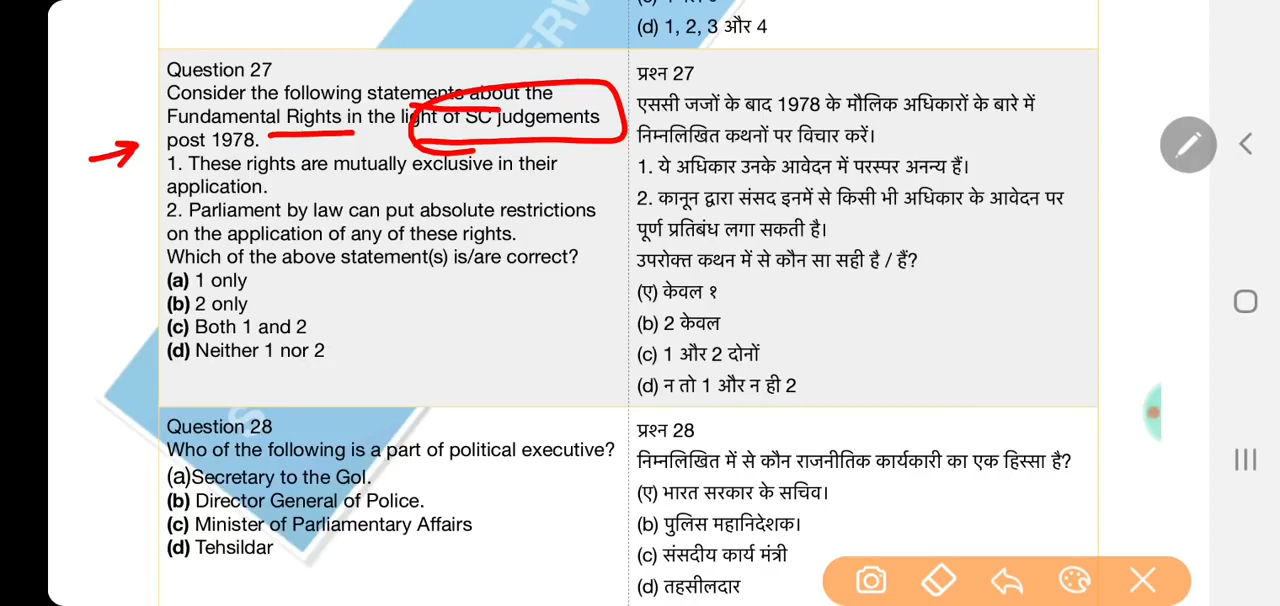 (d) 1, 2, 3 और 4
Question 27
Consider the following statements about the
Fundamental Rights in the light of SC judgements
post 1978.
1. These rights are mutually exclusive in their
application.
2. Parliament by law can put absolute restrictions
on the application of any of these rights.
Which of the above statement(s) is/are correct?
(a) 1 only
(b) 2 only
(c) Both 1 and 2
(d) Neither 1 nor 2
प्रश्न 27
एससी जजों के बाद 1978 के मौलिक अधिकारों के बारे में
निम्नलिखित कथनों पर विचार करें।
1. ये अधिकार उनके आवेदन में परस्पर अनन्य हैं।
2. कानून द्वारा संसद इनमें से किसी भी अधिकार के आवेदन पर
पूर्ण प्रतिबंध लगा सकती है।
उपरोक्त कथन में से कौन सा सही है / हैं?
(ए) केवल १
(b) 2 केवल
(c) 1 और 2 दोनों
(d) न तो 1 और न ही 2
Question 28
Who of the following is a part of political executive?
(a)Secretary to the GoI.
(b) Director General of Police.
(c) Minister of Parliamentary Affairs
(d) Tehsildar
प्रश्न 28
निम्नलिखित में से कौन राजनीतिक कार्यकारी का एक हिस्सा है?
(ए) भारत सरकार के सचिव।
(b) पुलिस महानिदेशक।
(c) संसदीय कार्य मंत्री
(d) तहसीलदार